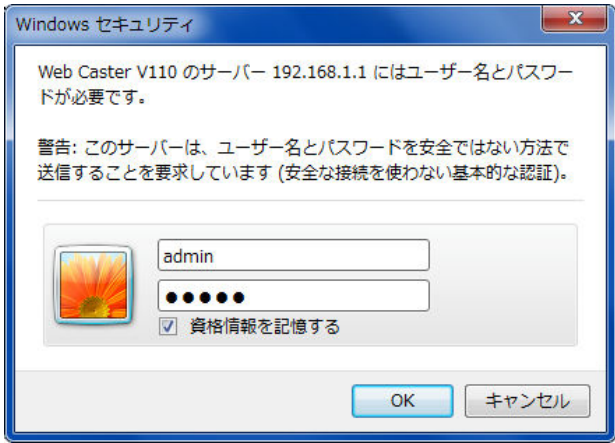 Windows セキュリティ
Web Caster V110 のサーバー 192.168.1.1 にはユーザー名とパスワー
ドが必要です。
警告: このサーバーは、ユーザー名とパスワードを安全ではない方法で
送信することを要求しています (安全な接続を使わない基本的な認証)。
admin
●●●●●
資格情報を記憶する
OK キャンセル